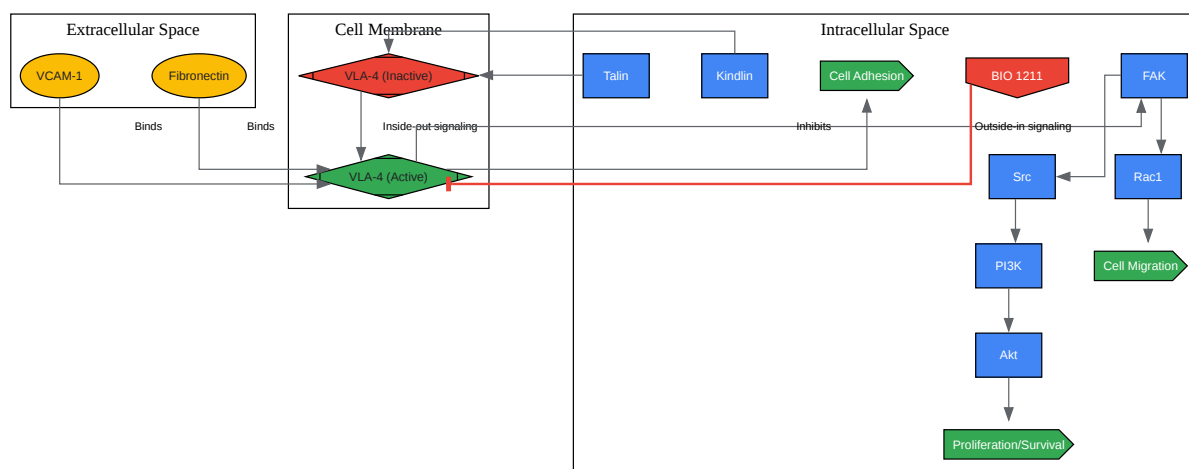 Extracellular Space
Cell Membrane
Intracellular Space
VCAM-1
Fibronectin
VLA-4 (Inactive)
Talin
Kindlin
Cell Adhesion
BIO 1211
FAK
Binds
Binds
Inside-out signaling
Inhibits
Outside-in signaling
VLA-4 (Active)
Src
Rac1
PI3K
Cell Migration
Akt
Proliferation/Survival